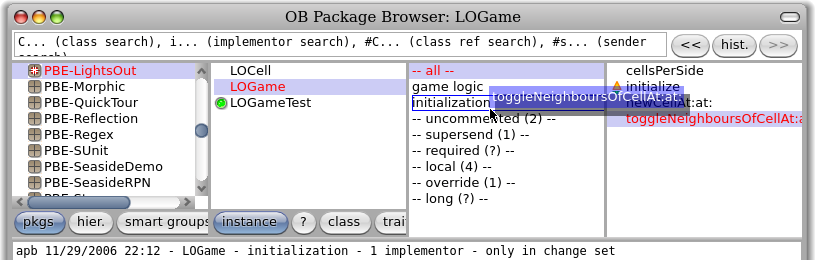 OB Package Browser: LOGame
C... (class search), i... (implementor search), #C... (class ref search), #s... (sender
search)
<< hist. >>
PBE-LightsOut
PBE-Morphic
PBE-QuickTour
PBE-Reflection
PBE-Regex
PBE-SUnit
PBE-SeasideDemo
PBE-SeasideRPN
LOCell
LOGame
LOGameTest
-- all --
game logic
initialization
-- uncommented (2) --
-- supersend (1) --
-- required (?) --
-- local (4) --
-- override (1) --
-- long (?) --
toggleNeighboursOfCellAt:at:
cellsPerSide
initialize
newCellAt:at:
toggleNeighboursOfCellAt:a
pkgs hier. smart groups instance ? class trai
apb 11/29/2006 22:12 - LOGame - initialization - 1 implementor - only in change set